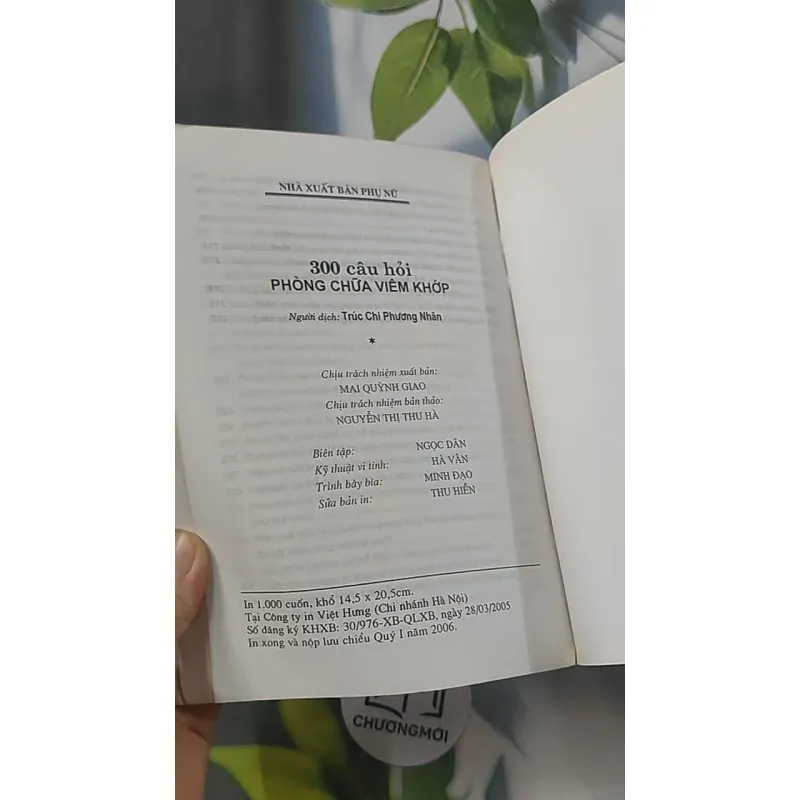 NHÀ XUẤT BẢN PHỤ NỮ
300 câu hỏi
PHÒNG CHỮA VIÊM KHỚP
Người dịch: Trúc Chi Phương Nhân
*
Chịu trách nhiệm xuất bản:
MAI QUỲNH GIAO
Chịu trách nhiệm bản thảo:
NGUYỄN THỊ THU HÀ
Biên tập: NGỌC DÂN
Kỹ thuật vi tính: HÀ VÂN
Trình bày bìa: MINH ĐẠO
Sửa bản in: THU HIỀN
In 1.000 cuốn, khổ 14,5 x 20,5cm.
Tại Công ty in Việt Hưng (Chi nhánh Hà Nội)
Số đăng ký KHXB: 30/976-XB-QLXB, ngày 28/03/2005
In xong và nộp lưu chiểu Quý I năm 2006.
CHƯƠNGMỚI